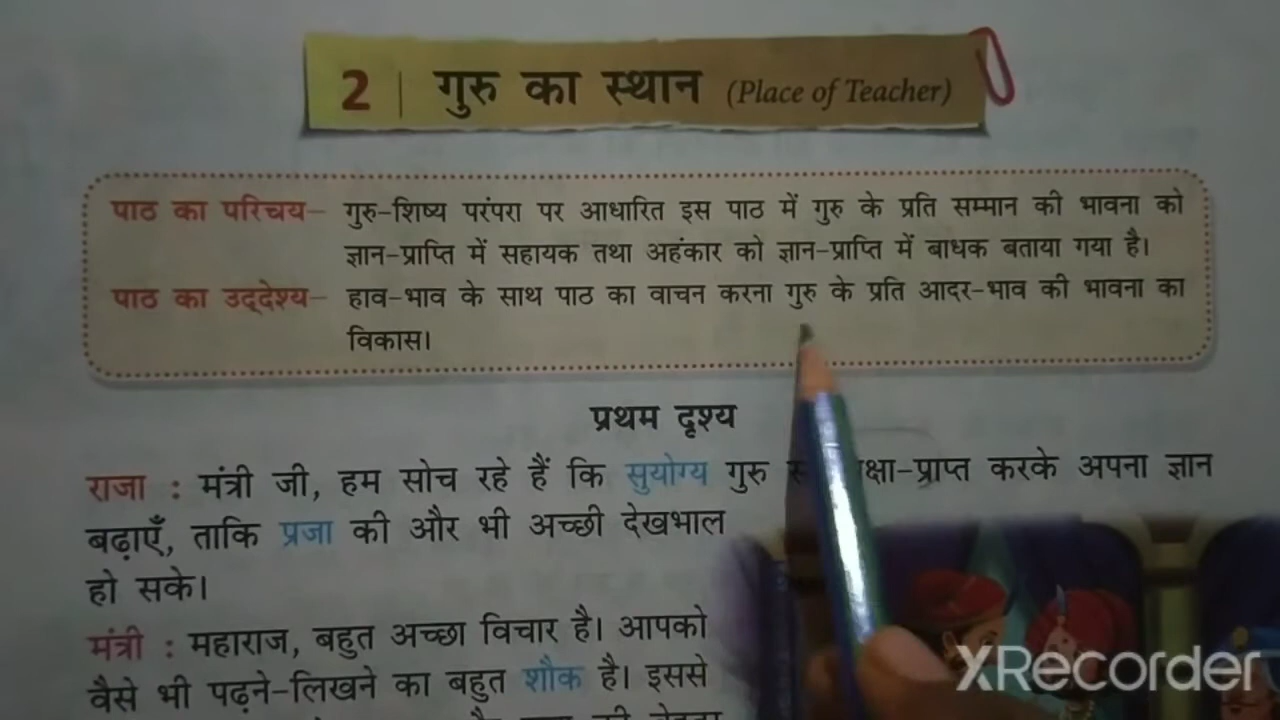 2 | गुरु का स्थान (Place of Teacher)
पाठ का परिचय– गुरु-शिष्य परंपरा पर आधारित इस पाठ में गुरु के प्रति सम्मान की भावना को
ज्ञान-प्राप्ति में सहायक तथा अहंकार को ज्ञान-प्राप्ति में बाधक बताया गया है।
पाठ का उद्देश्य– हाव-भाव के साथ पाठ का वाचन करना गुरु के प्रति आदर-भाव की भावना का
विकास।
प्रथम दृश्य
राजा : मंत्री जी, हम सोच रहे हैं कि सुयोग्य गुरु क्षा-प्राप्त करके अपना ज्ञान
बढ़ाएँ, ताकि प्रजा की और भी अच्छी देखभाल
हो सके।
मंत्री : महाराज, बहुत अच्छा विचार है। आपको
वैसे भी पढ़ने-लिखने का बहुत शौक है। इससे
XRecorder